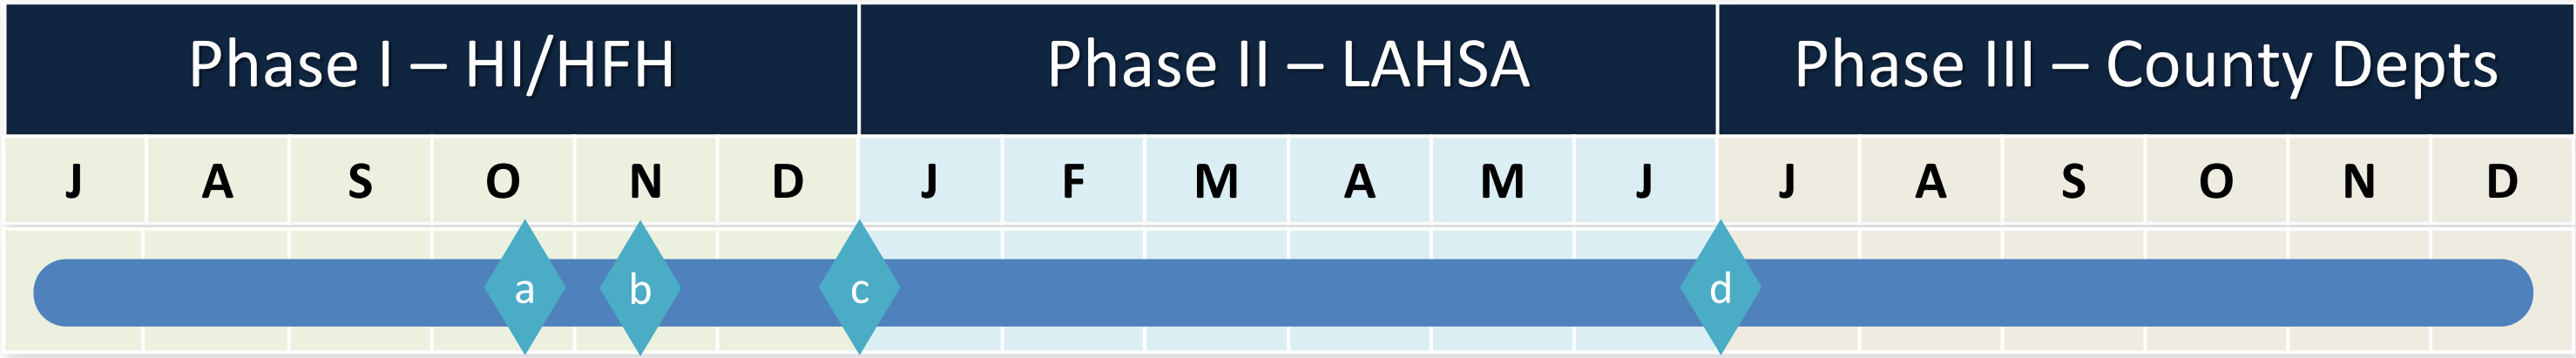 Phase I – HI/HFH Phase II – LAHSA Phase III – County Depts
J A S O N D J F M A M J J A S O N D
a b c d